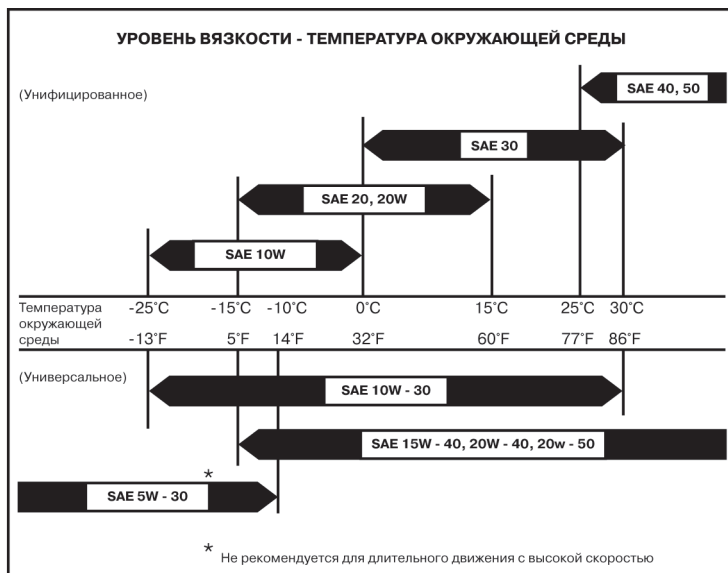 УРОВЕНЬ ВЯЗКОСТИ - ТЕМПЕРАТУРА ОКРУЖАЮЩЕЙ СРЕДЫ
(Унифицированное)
SAE 40, 50
SAE 30
SAE 20, 20W
SAE 10W
Температура окружающей среды
-25°C -15°C -10°C 0°C 15°C 25°C 30°C
-13°F 5°F 14°F 32°F 60°F 77°F 86°F
(Универсальное)
SAE 10W - 30
SAE 15W - 40, 20W - 40, 20w - 50
*
SAE 5W - 30
* Не рекомендуется для длительного движения с высокой скоростью